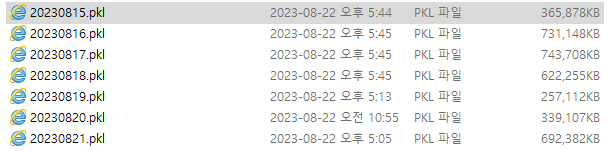 20230815.pkl 2023-08-22 오후 5:44 PKL 파일 365,878KB
20230816.pkl 2023-08-22 오후 5:45 PKL 파일 731,148KB
20230817.pkl 2023-08-22 오후 5:45 PKL 파일 743,708KB
20230818.pkl 2023-08-22 오후 5:45 PKL 파일 622,255KB
20230819.pkl 2023-08-22 오후 5:13 PKL 파일 257,112KB
20230820.pkl 2023-08-22 오전 10:55 PKL 파일 339,107KB
20230821.pkl 2023-08-22 오후 5:05 PKL 파일 692,382KB